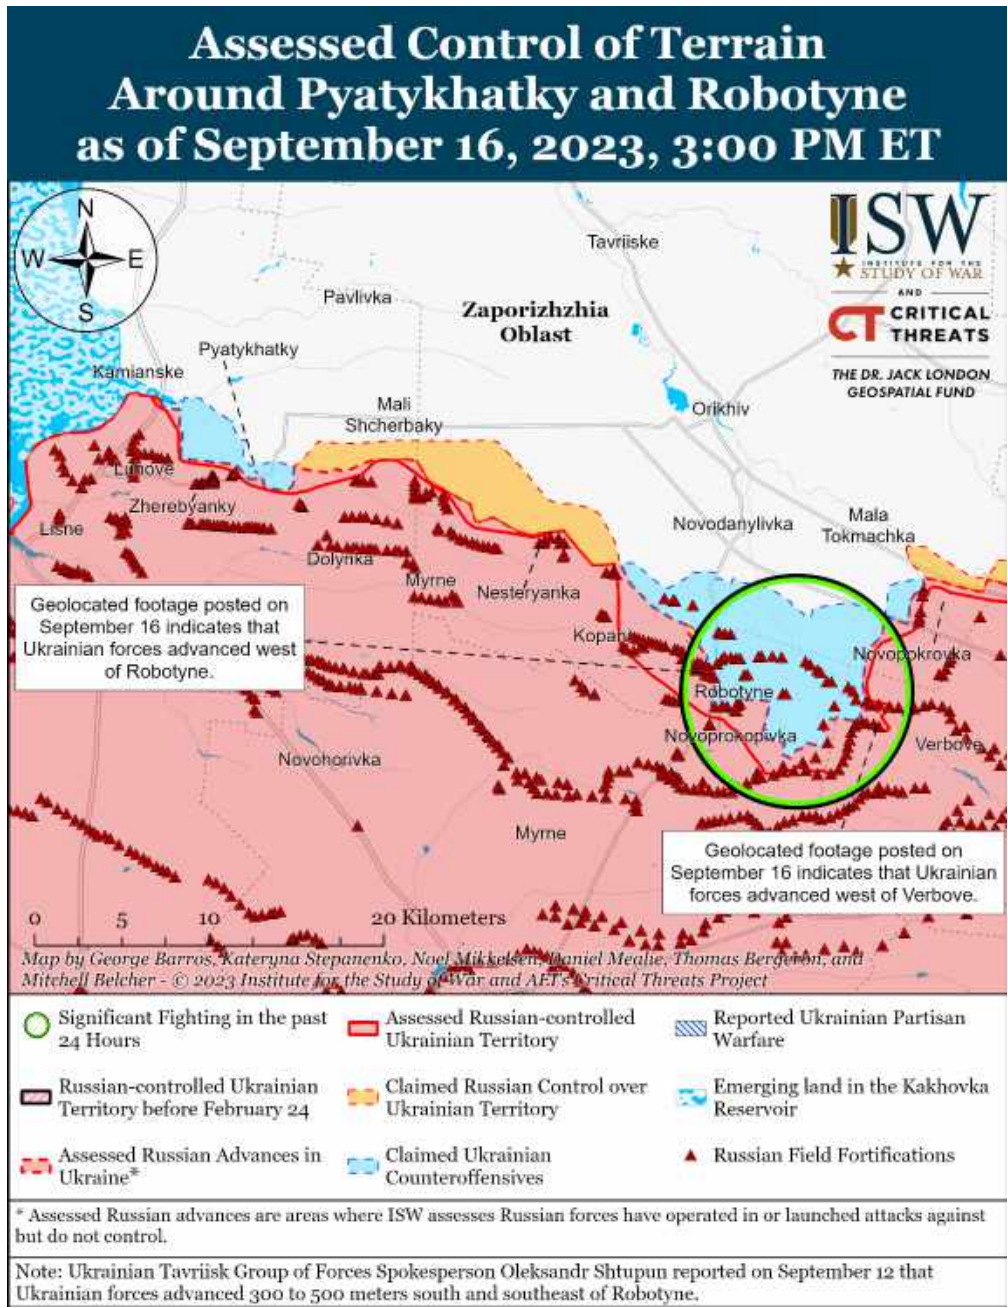 Assessed Control of Terrain
Around Pyatykhatky and Robotyne
as of September 16, 2023, 3:00 PM ET
N
W
E
S
ISW
INSTITUTE FOR THE
STUDY OF WAR
AND
CT CRITICAL
THREATS
THE DR. JACK LONDON
GEOSPATIAL FUND
Tavriiske
Pavlivka
Zaporizhzhia
Oblast
Pyatykhatky
Kamianske
Mali
Shcherbaky
Orikhiv
Luhove
Zherebyanky
Lisne
Novodanylivka
Mala
Tokmachka
Dolynka
Myrne
Nesteryanka
Geolocated footage posted on
September 16 indicates that
Ukrainian forces advanced west
of Robotyne.
Kopani
Novopokrovka
Robotyne
Novoprokopivka
Verbove
Novohorivka
Myrne
Geolocated footage posted on
September 16 indicates that Ukrainian
forces advanced west of Verbove.
0 5 10 20 Kilometers
Map by George Barros, Kateryna Stepanenko, Noel Mikkelsen, Daniel Mealie, Thomas Bergeron, and
Mitchell Belcher - © 2023 Institute for the Study of War and AEI's Critical Threats Project
Significant Fighting in the past
24 Hours
Assessed Russian-controlled
Ukrainian Territory
Reported Ukrainian Partisan
Warfare
Russian-controlled Ukrainian
Territory before February 24
Claimed Russian Control over
Ukrainian Territory
Emerging land in the Kakhovka
Reservoir
Assessed Russian Advances in
Ukraine*
Claimed Ukrainian
Counteroffensives
Russian Field Fortifications
* Assessed Russian advances are areas where ISW assesses Russian forces have operated in or launched attacks against
but do not control.
Note: Ukrainian Tavriisk Group of Forces Spokesperson Oleksandr Shtupun reported on September 12 that
Ukrainian forces advanced 300 to 500 meters south and southeast of Robotyne.